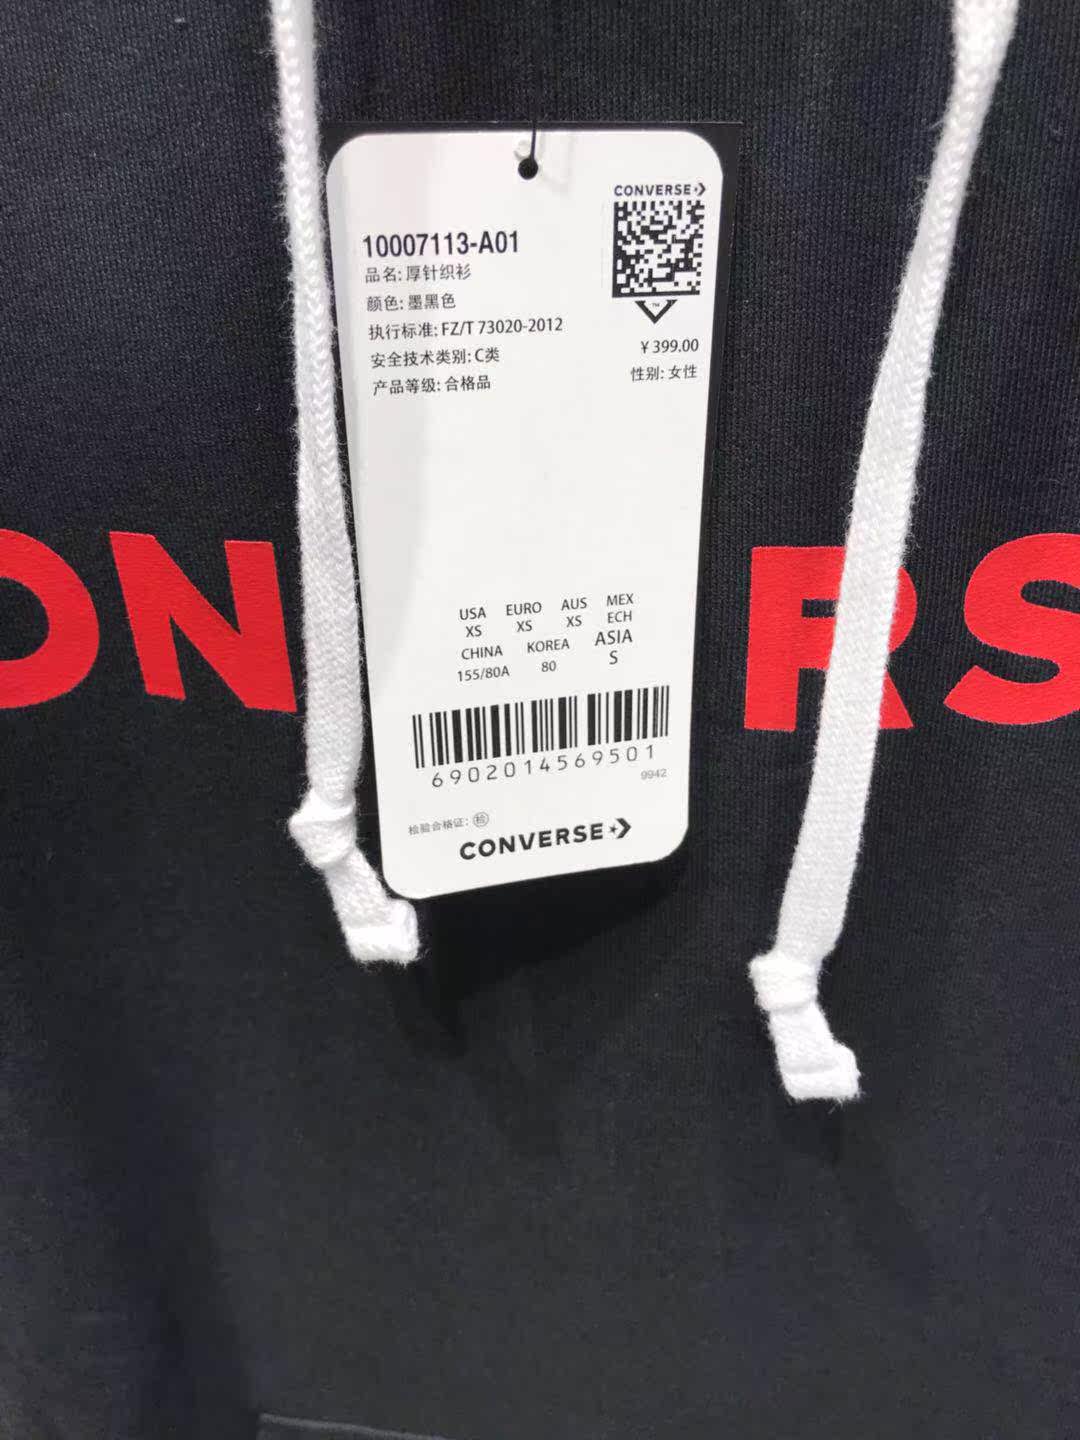 CONVERSE
10007113-A01
品名: 厚针织衫
颜色: 墨黑色
执行标准: FZ/T 73020-2012
安全技术类别: C类
产品等级: 合格品
TM
¥ 399.00
性别: 女性
ON RS
USA EURO AUS MEX
XS XS XS ECH
CHINA KOREA ASIA
155/80A 80 S
6902014569501
9942
检验合格证: 检
CONVERSE